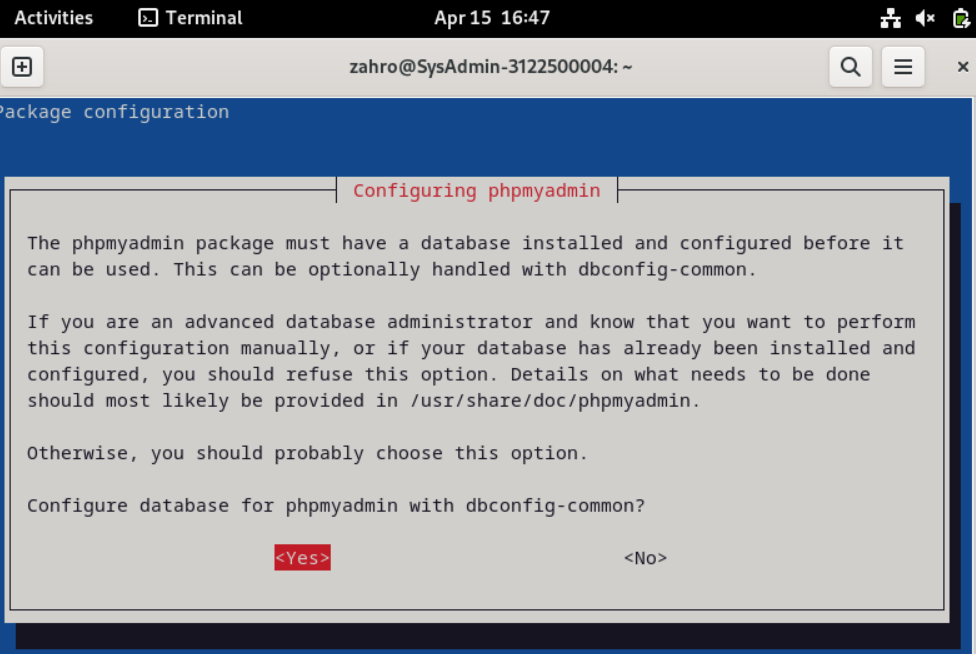 Activities
Terminal
Apr 15 16:47
zahro@SysAdmin-3122500004: ~
Package configuration
Configuring phpmyadmin
The phpmyadmin package must have a database installed and configured before it
can be used. This can be optionally handled with dbconfig-common.
If you are an advanced database administrator and know that you want to perform
this configuration manually, or if your database has already been installed and
configured, you should refuse this option. Details on what needs to be done
should most likely be provided in /usr/share/doc/phpmyadmin.
Otherwise, you should probably choose this option.
Configure database for phpmyadmin with dbconfig-common?
<Yes>
<No>